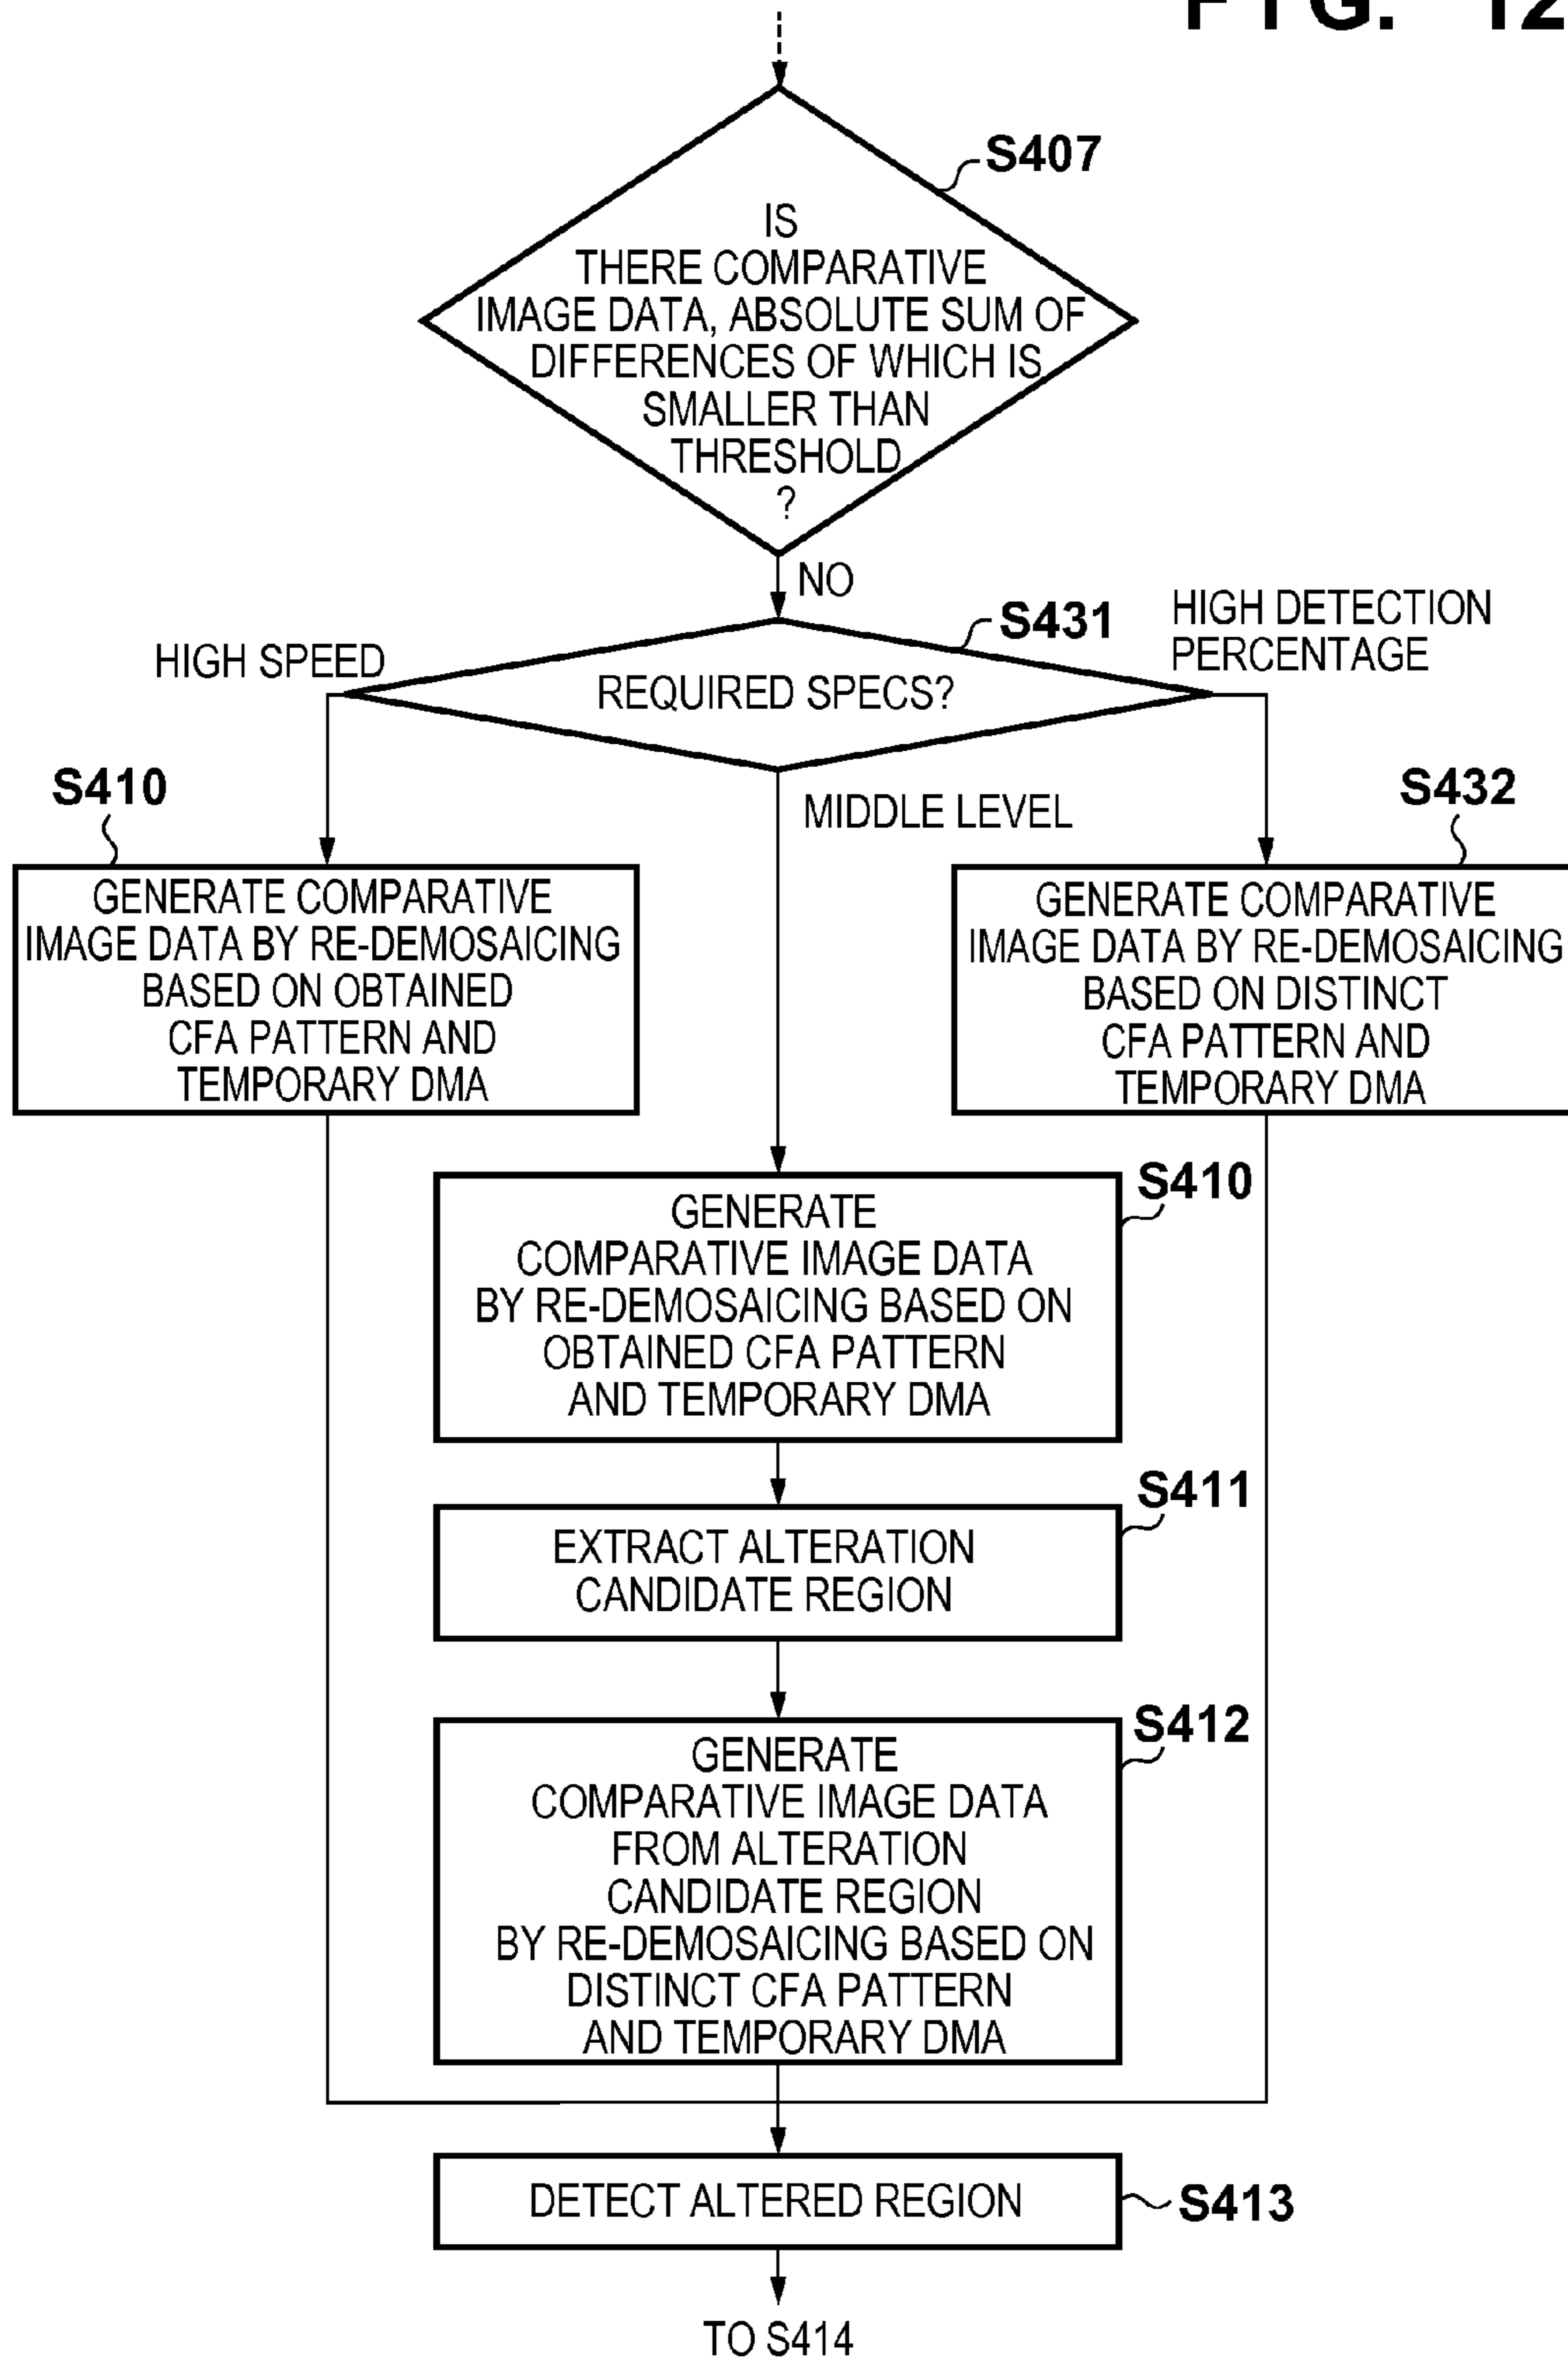 FIG. 12
S407
IS
THERE COMPARATIVE
IMAGE DATA, ABSOLUTE SUM OF
DIFFERENCES OF WHICH IS
SMALLER THAN
THRESHOLD
?
NO
S431
HIGH DETECTION
PERCENTAGE
HIGH SPEED
REQUIRED SPECS?
S410
S432
MIDDLE LEVEL
GENERATE COMPARATIVE
IMAGE DATA BY RE-DEMOSAICING
BASED ON OBTAINED
CFA PATTERN AND
TEMPORARY DMA
GENERATE COMPARATIVE
IMAGE DATA BY RE-DEMOSAICING
BASED ON DISTINCT
CFA PATTERN AND
TEMPORARY DMA
S410
GENERATE
COMPARATIVE IMAGE DATA
BY RE-DEMOSAICING BASED ON
OBTAINED CFA PATTERN
AND TEMPORARY DMA
S411
EXTRACT ALTERATION
CANDIDATE REGION
S412
GENERATE
COMPARATIVE IMAGE DATA
FROM ALTERATION
CANDIDATE REGION
BY RE-DEMOSAICING BASED ON
DISTINCT CFA PATTERN
AND TEMPORARY DMA
DETECT ALTERED REGION
S413
TO S414